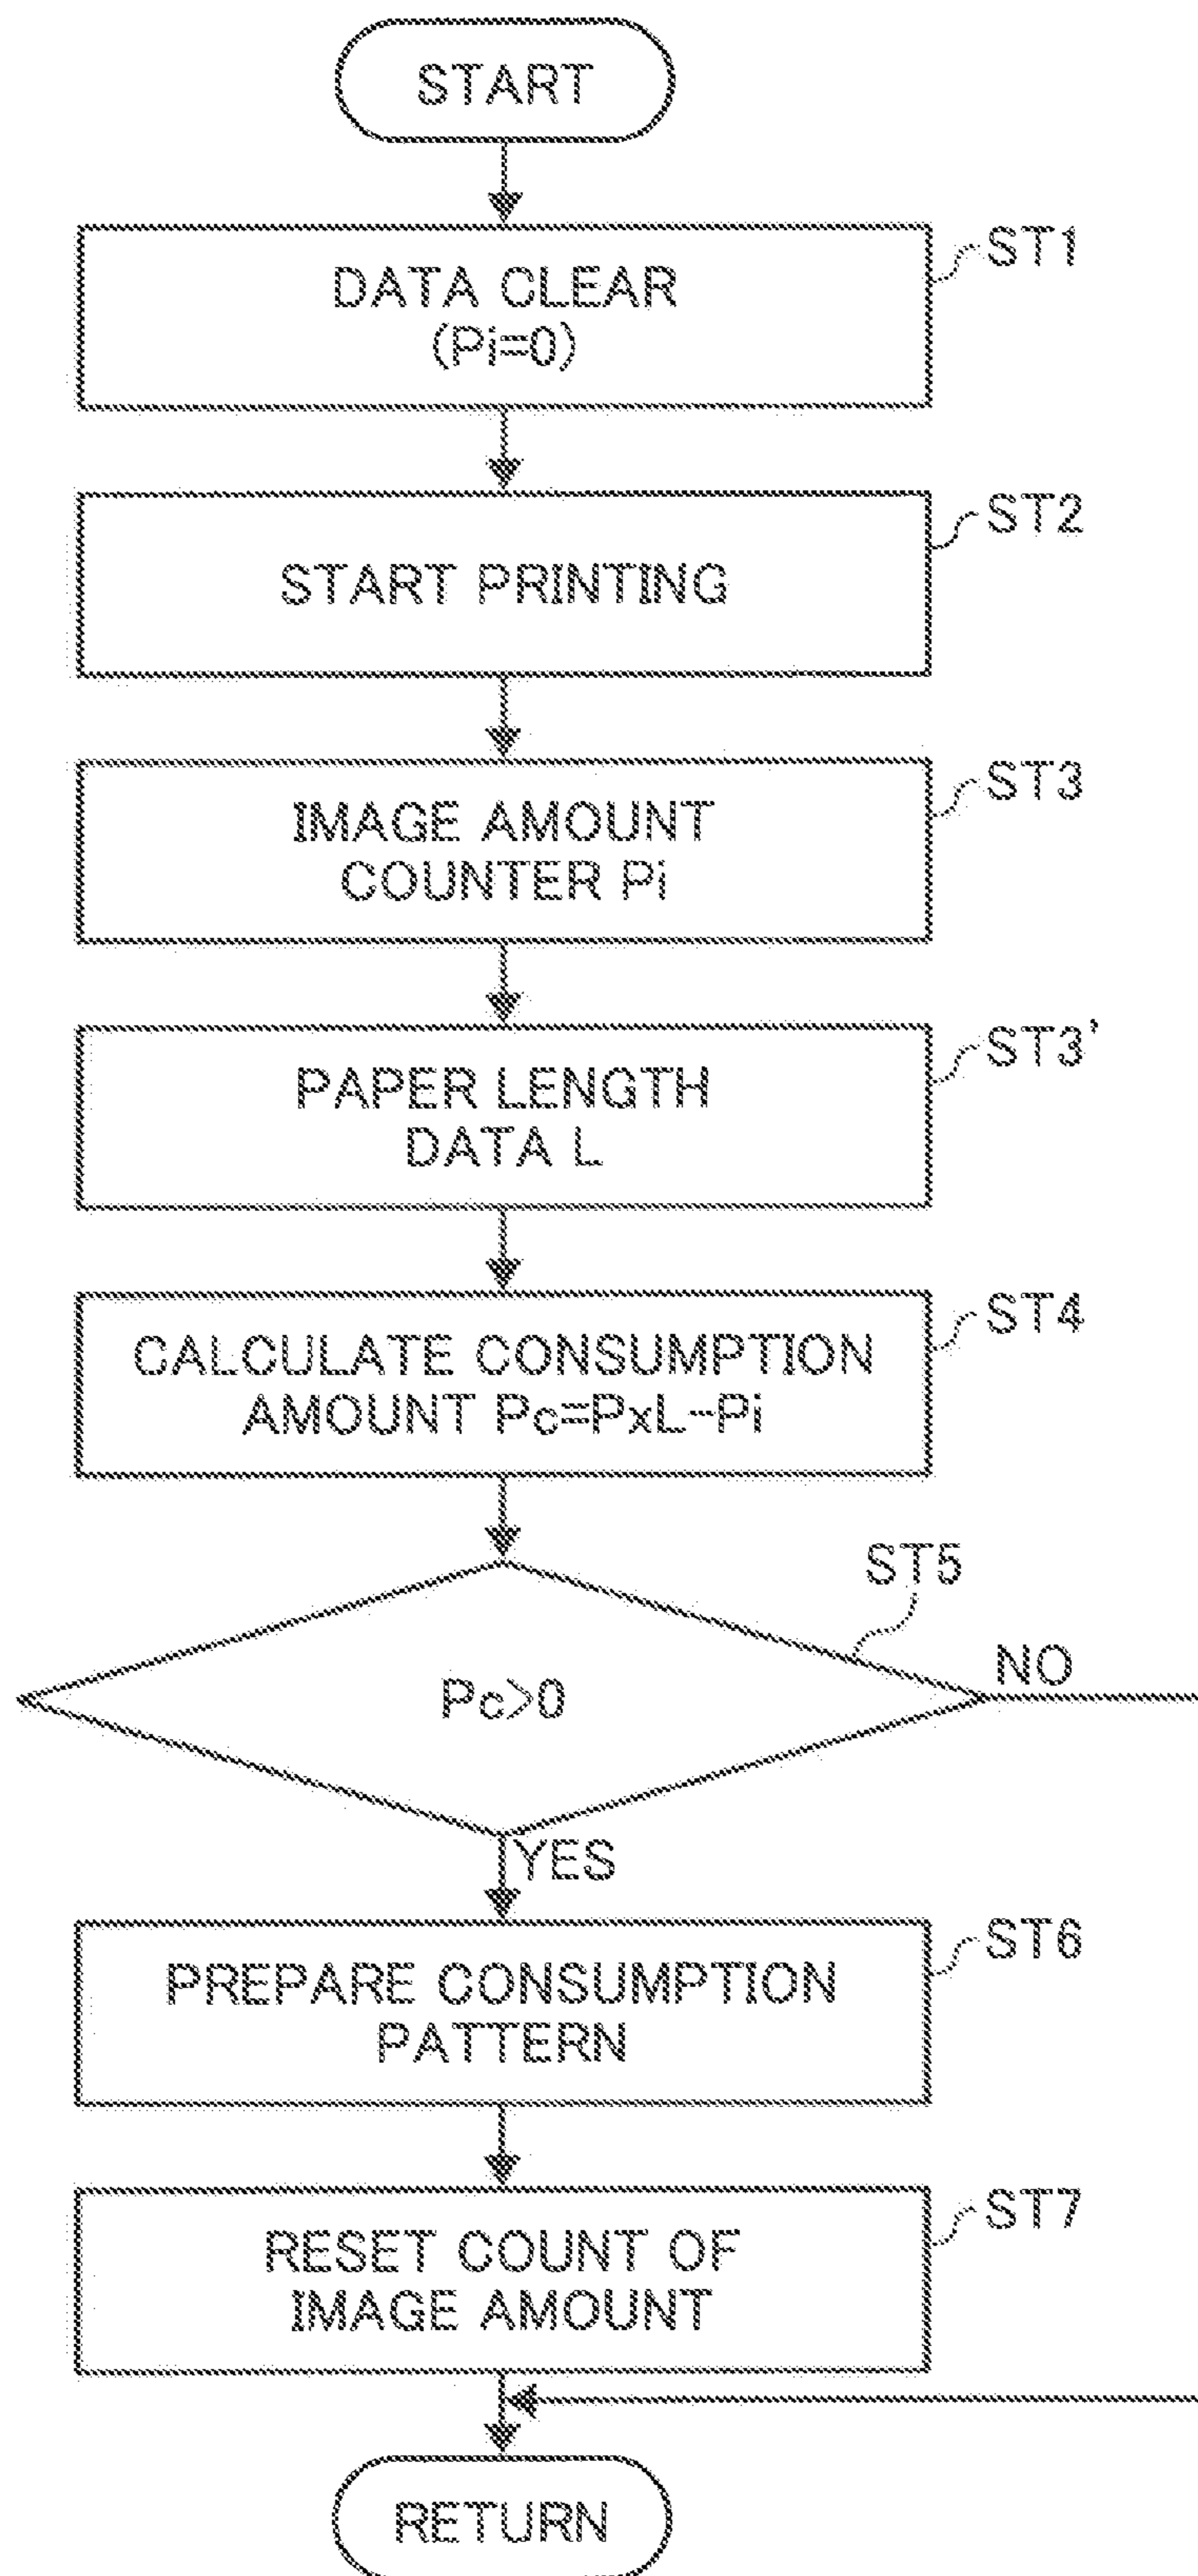 START
ST1
DATA CLEAR
(Pi=0)
ST2
START PRINTING
ST3
IMAGE AMOUNT
COUNTER Pi
ST3'
PAPER LENGTH
DATA L
ST4
CALCULATE CONSUMPTION
AMOUNT Pc=PxL-Pi
ST5
Pc>0
NO
YES
ST6
PREPARE CONSUMPTION
PATTERN
ST7
RESET COUNT OF
IMAGE AMOUNT
RETURN